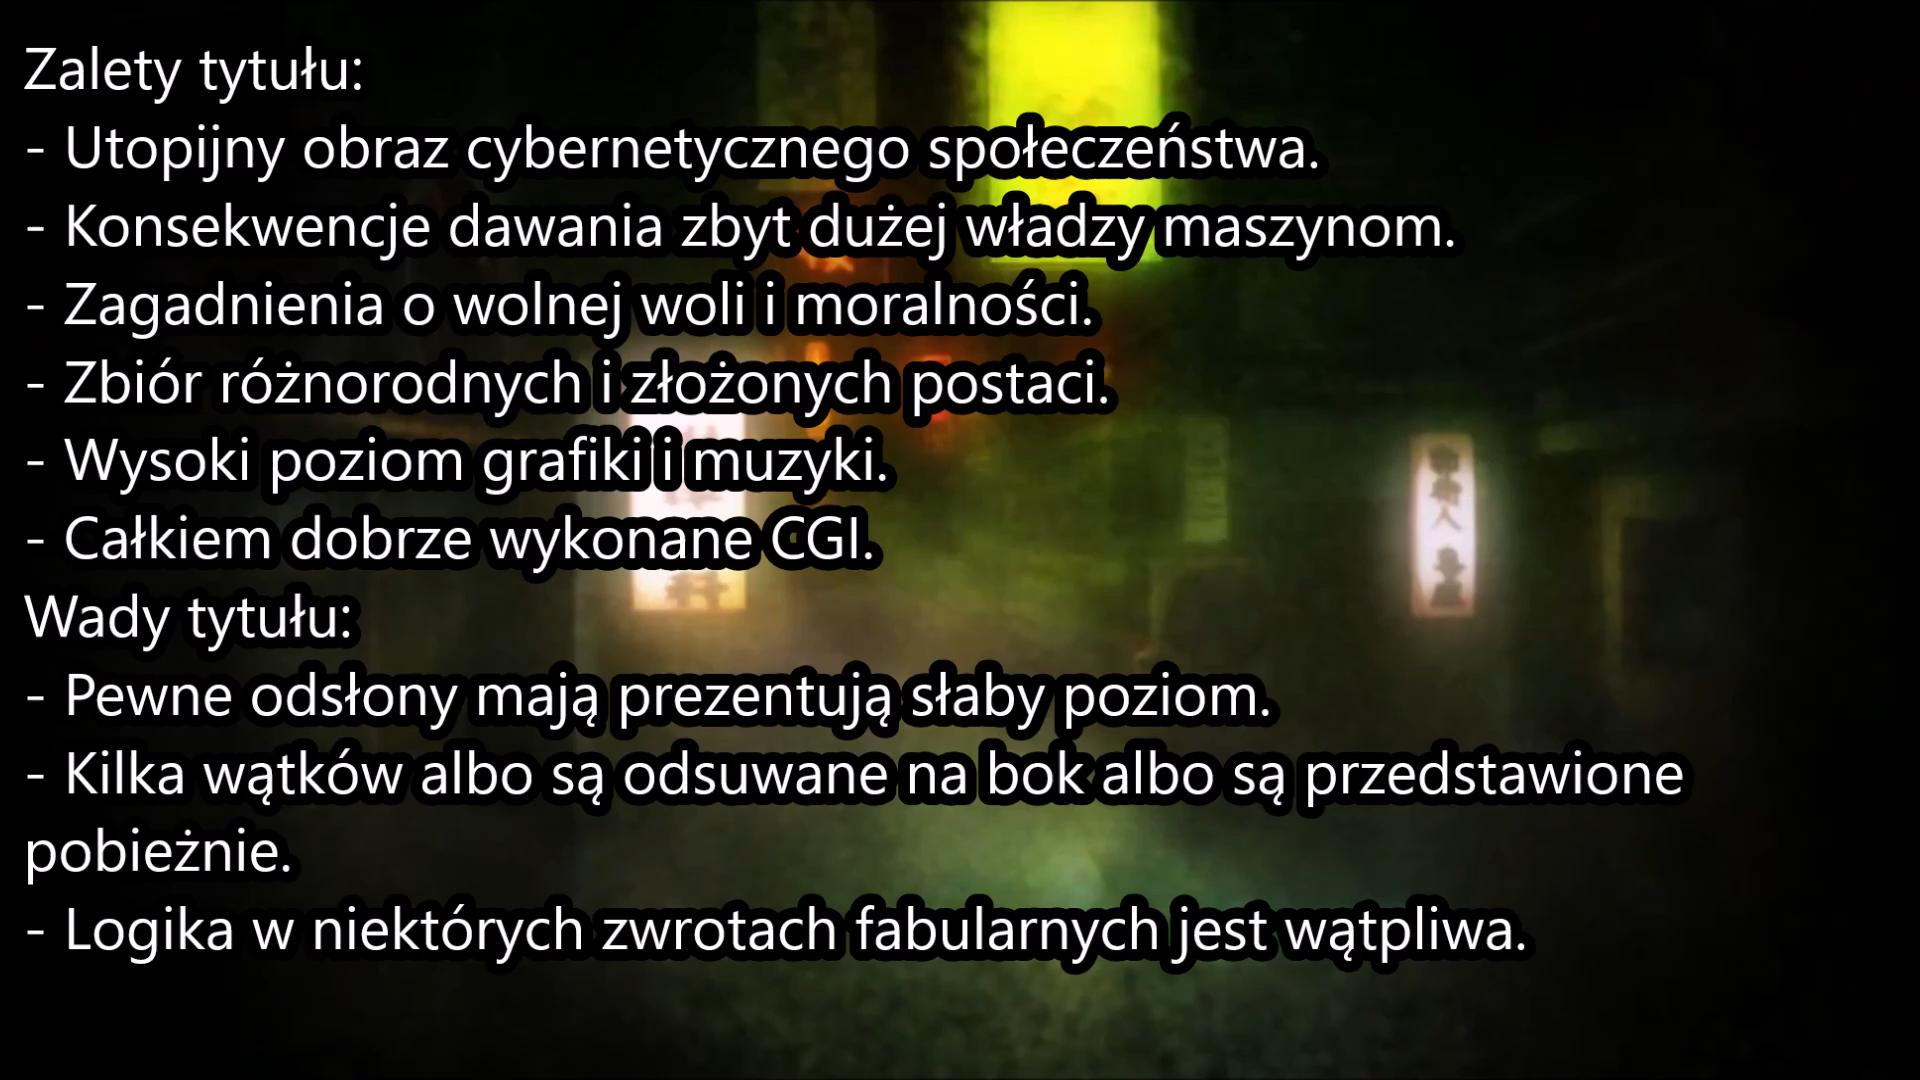 Zalety tytułu:
- Utopijny obraz cybernetycznego społeczeństwa.
- Konsekwencje dawania zbyt dużej władzy maszynom.
- Zagadnienia o wolnej woli i moralności.
- Zbiór różnorodnych i złożonych postaci.
- Wysoki poziom grafiki i muzyki.
- Całkiem dobrze wykonane CGI.
Wady tytułu:
- Pewne odsłony mają prezentują słaby poziom.
- Kilka wątków albo są odsuwane na bok albo są przedstawione
pobieżnie.
- Logika w niektórych zwrotach fabularnych jest wątpliwa.